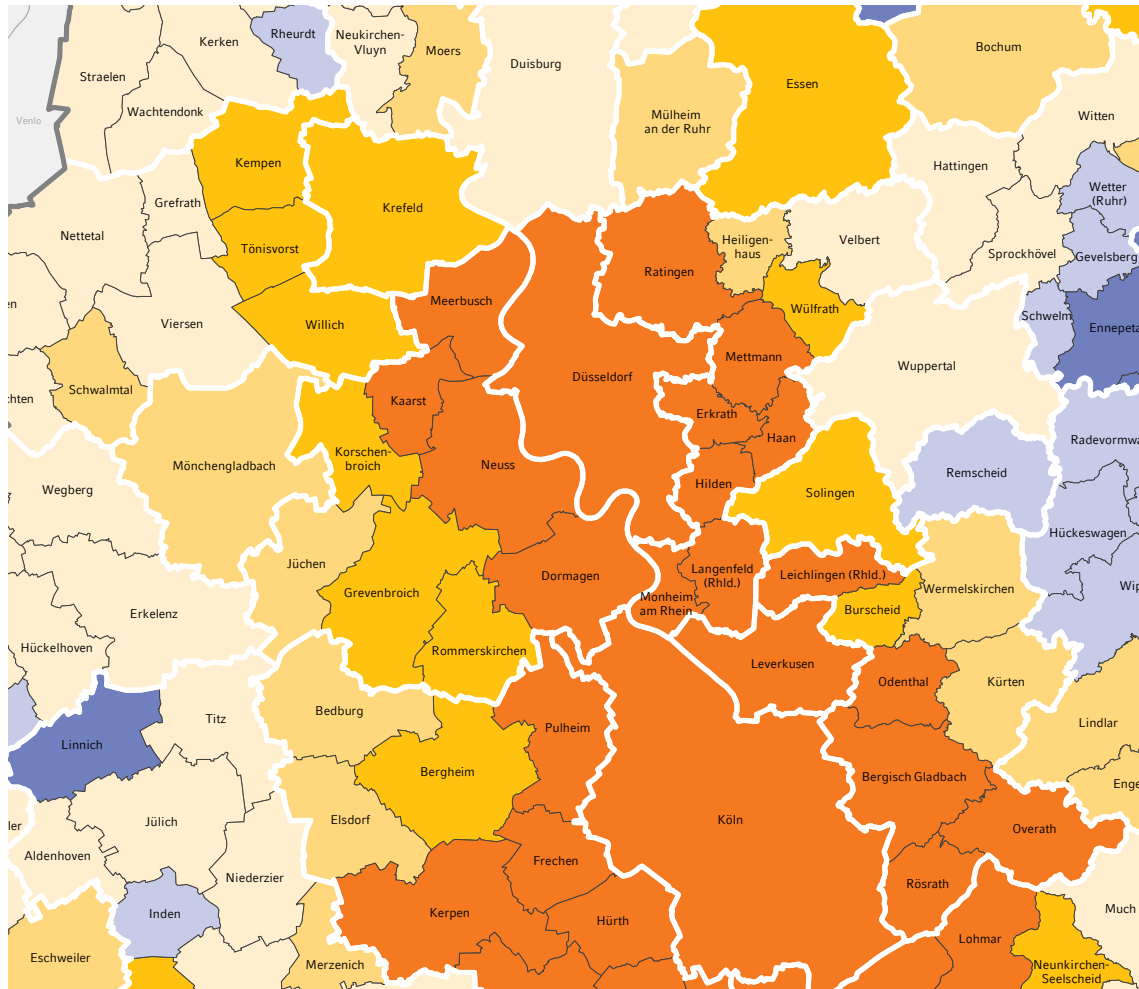 Rheurdt
Neukirchen-
Vluyn
Kerken
Moers
Bochum
Straelen
Duisburg
Essen
Wachtendonk
Mülheim
an der Ruhr
Witten
Venlo
Kempen
Hattingen
Wetter
(Ruhr)
Grefrath
Krefeld
Nettetal
Tönisvorst
Heiligen-
haus
Velbert
Sprockhövel
Gevelsberg
Ratingen
en
Meerbusch
Viersen
Willich
Wülfrath
Schwelm
Ennepeta
Mettmann
Wuppertal
Düsseldorf
Schwalmtal
chten
Kaarst
Erkrath
Haan
Radevormwa
Korschen-
broich
Mönchengladbach
Neuss
Remscheid
Wegberg
Hilden
Solingen
Hückeswagen
Jüchen
Dormagen
Langenfeld
(Rhld.)
Leichlingen (Rhld.)
Wip
Grevenbroich
Monheim
am Rhein
Wermelskirchen
Erkelenz
Burscheid
Hückelhoven
Rommerskirchen
Leverkusen
Odenthal
Kürten
Bedburg
Titz
Lindlar
Pulheim
Linnich
Bergheim
Bergisch Gladbach
Enge
Jülich
Elsdorf
Köln
ler
Overath
Aldenhoven
Frechen
Niederzier
Rösrath
Inden
Kerpen
Hürth
Much
Lohmar
Eschweiler
Merzenich
Neunkirchen-
Seelscheid